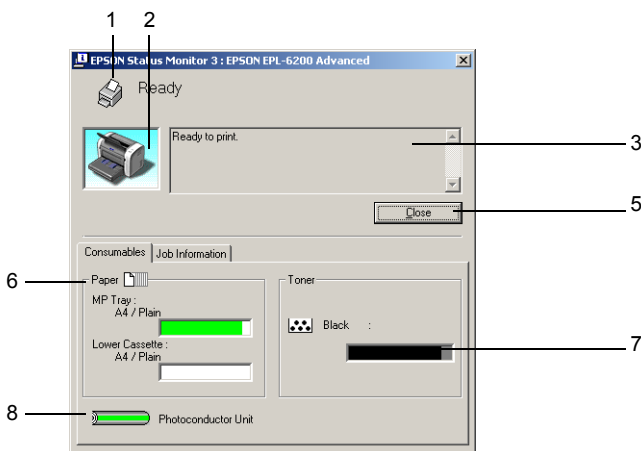 1 2
EPSON Status Monitor 3 : EPSON EPL-6200 Advanced
Ready
Ready to print.
3
Close
5
Consumables Job Information
6
Paper
Toner
MP Tray :
A4 / Plain
Black :
Lower Cassette :
A4 / Plain
7
8
Photoconductor Unit